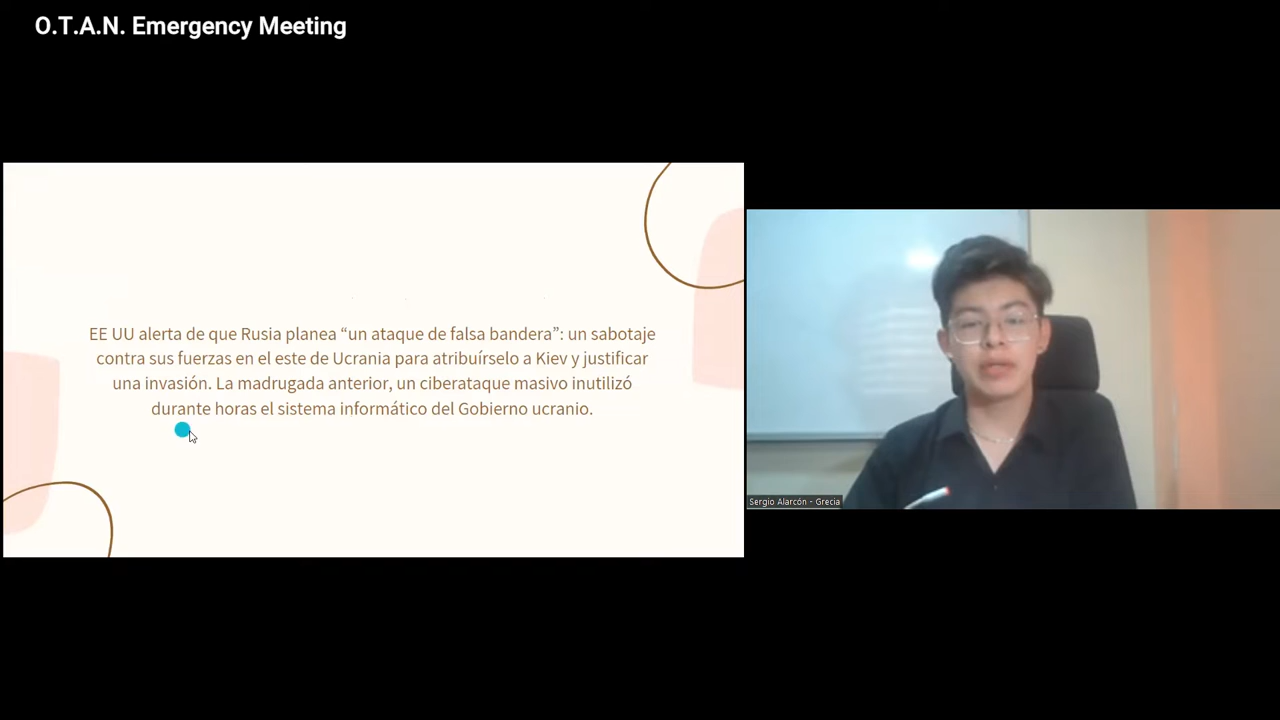 O.T.A.N. Emergency Meeting
EE UU alerta de que Rusia planea “un ataque de falsa bandera”: un sabotaje
contra sus fuerzas en el este de Ucrania para atribuírselo a Kiev y justificar
una invasión. La madrugada anterior, un ciberataque masivo inutilizó
durante horas el sistema informático del Gobierno ucranio.
Sergio Alarcón - Grecia